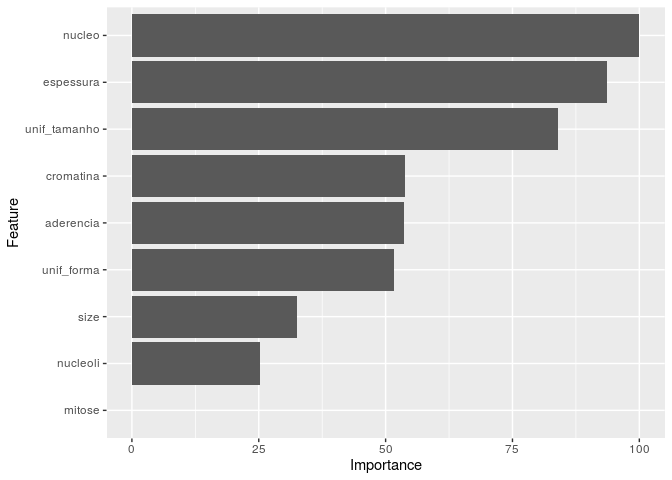 nucleo
espessura
unif_tamanho
cromatina
aderencia
unif_forma
size
nucleoli
mitose
Feature
0 25 50 75 100
Importance